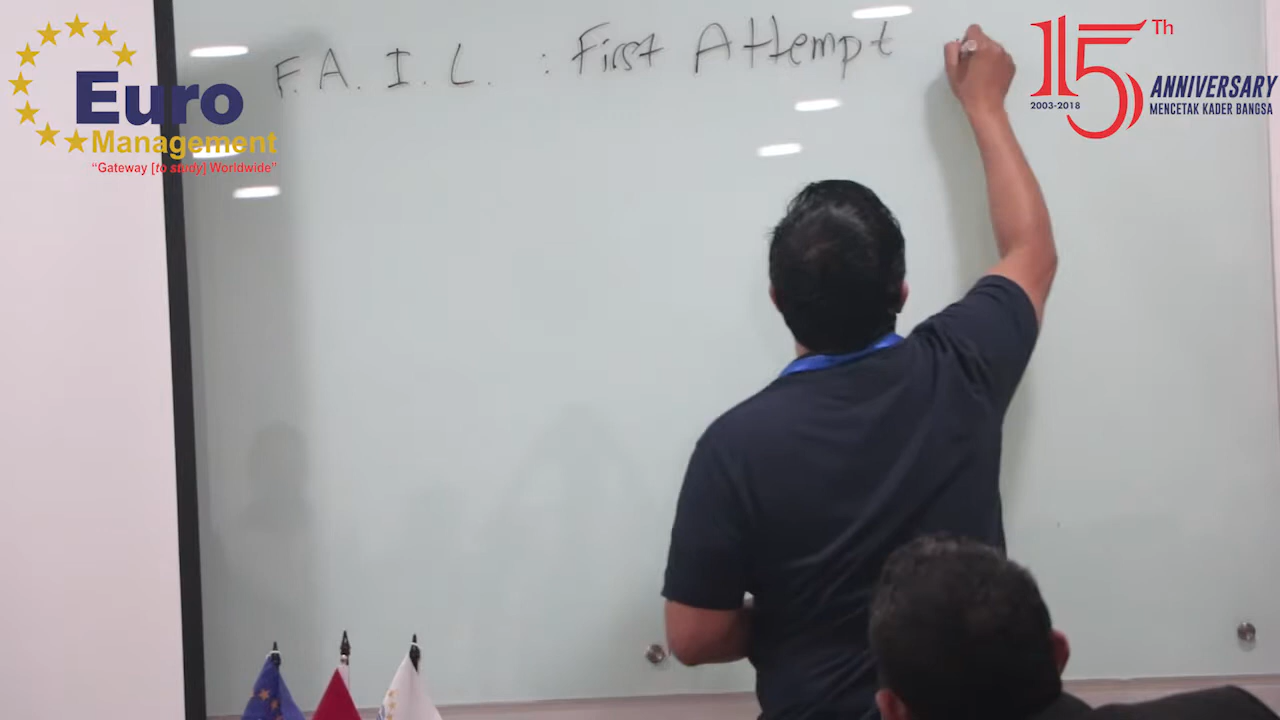 F.A.I.L. : First Attempt
Euro
Management
“Gateway [to study] Worldwide”
15Th
2003-2018
ANNIVERSARY
MENCETAK KADER BANGSA